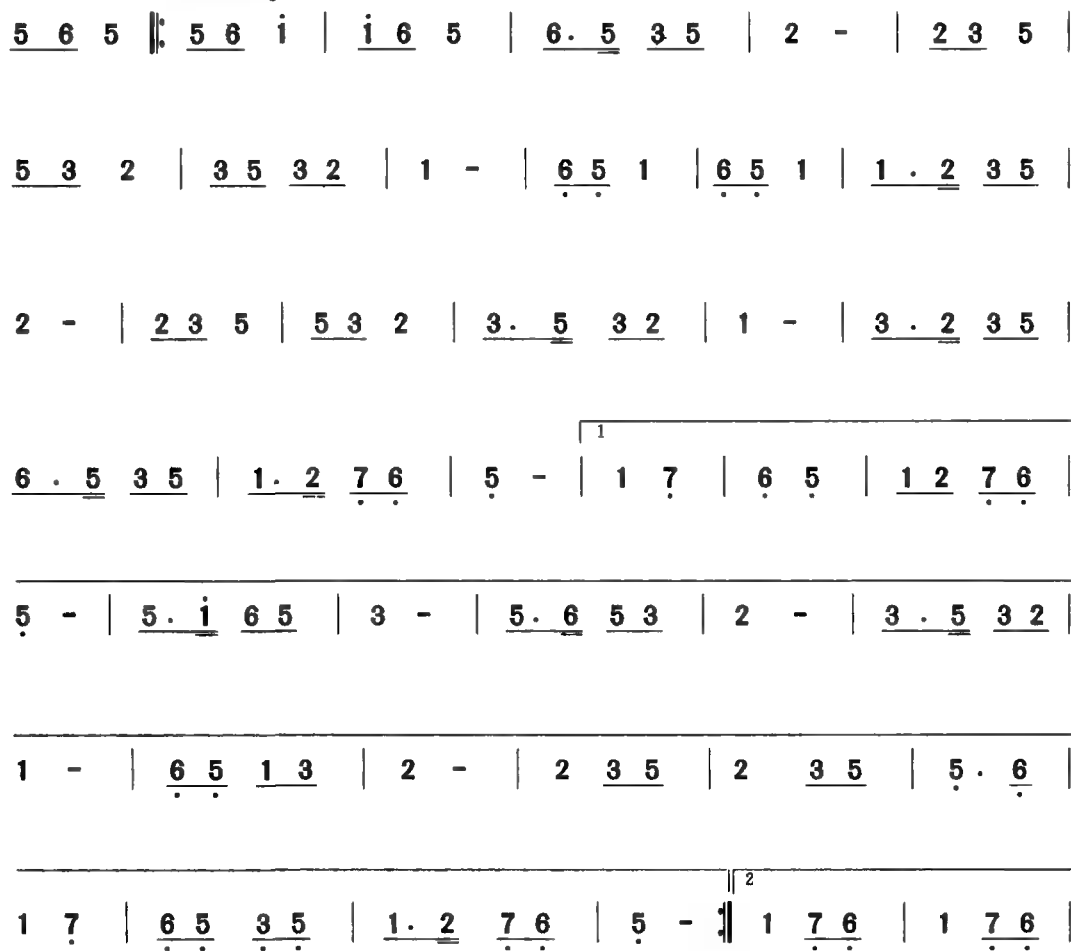 5 6 5 𝄆 5 6 i̇ | i̇ 6 5 | 6· 5 3 5 | 2 - | 2 3 5 |
5 3 2 | 3 5 3 2 | 1 - | 6̣ 5̣ 1 | 6̣ 5̣ 1 | 1· 2 3 5 |
2 - | 2 3 5 | 5 3 2 | 3· 5 3 2 | 1 - | 3· 2 3 5 |
1
6· 5 3 5 | 1· 2 7̣ 6̣ | 5̣ - | 1 7̣ | 6̣ 5̣ | 1 2 7̣ 6̣ |
5̣ - | 5· i̇ 6 5 | 3 - | 5· 6 5 3 | 2 - | 3· 5 3 2 |
1 - | 6̣ 5̣ 1 3 | 2 - | 2 3 5 | 2 3 5 | 5̣· 6̣ |
2
1 7̣ | 6̣ 5̣ 3̣ 5̣ | 1· 2 7̣ 6̣ | 5̣ - 𝄇 1 7̣ 6̣ | 1 7̣ 6̣ |